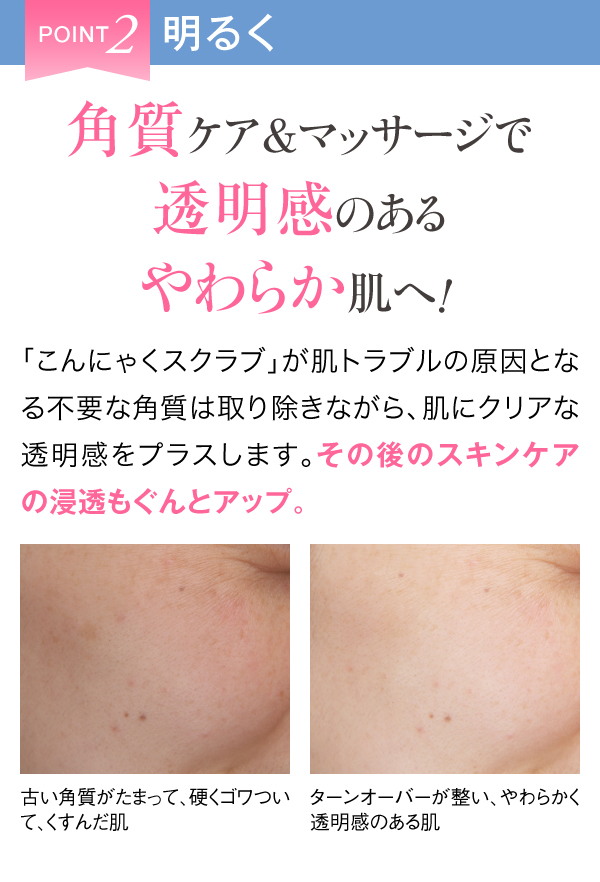 POINT2 明るく
角質ケア&マッサージで
透明感のある
やわらか肌へ!
「こんにゃくスクラブ」が肌トラブルの原因とな
る不要な角質は取り除きながら、肌にクリアな
透明感をプラスします。その後のスキンケア
の浸透もぐんとアップ。
古い角質がたまって、硬くゴワつい
て、くすんだ肌
ターンオーバーが整い、やわらかく
透明感のある肌